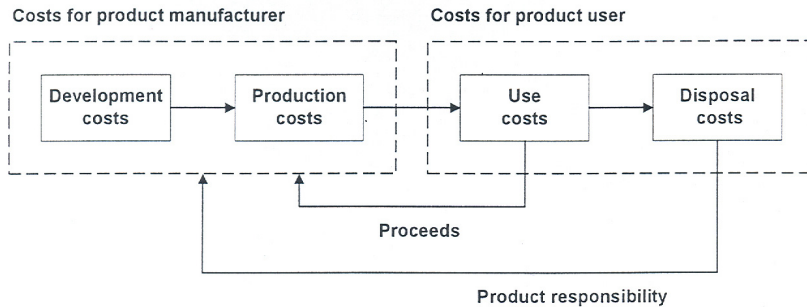 Costs for product manufacturer
Costs for product user
Development
costs
Production
costs
Use
costs
Disposal
costs
Proceeds
Product responsibility